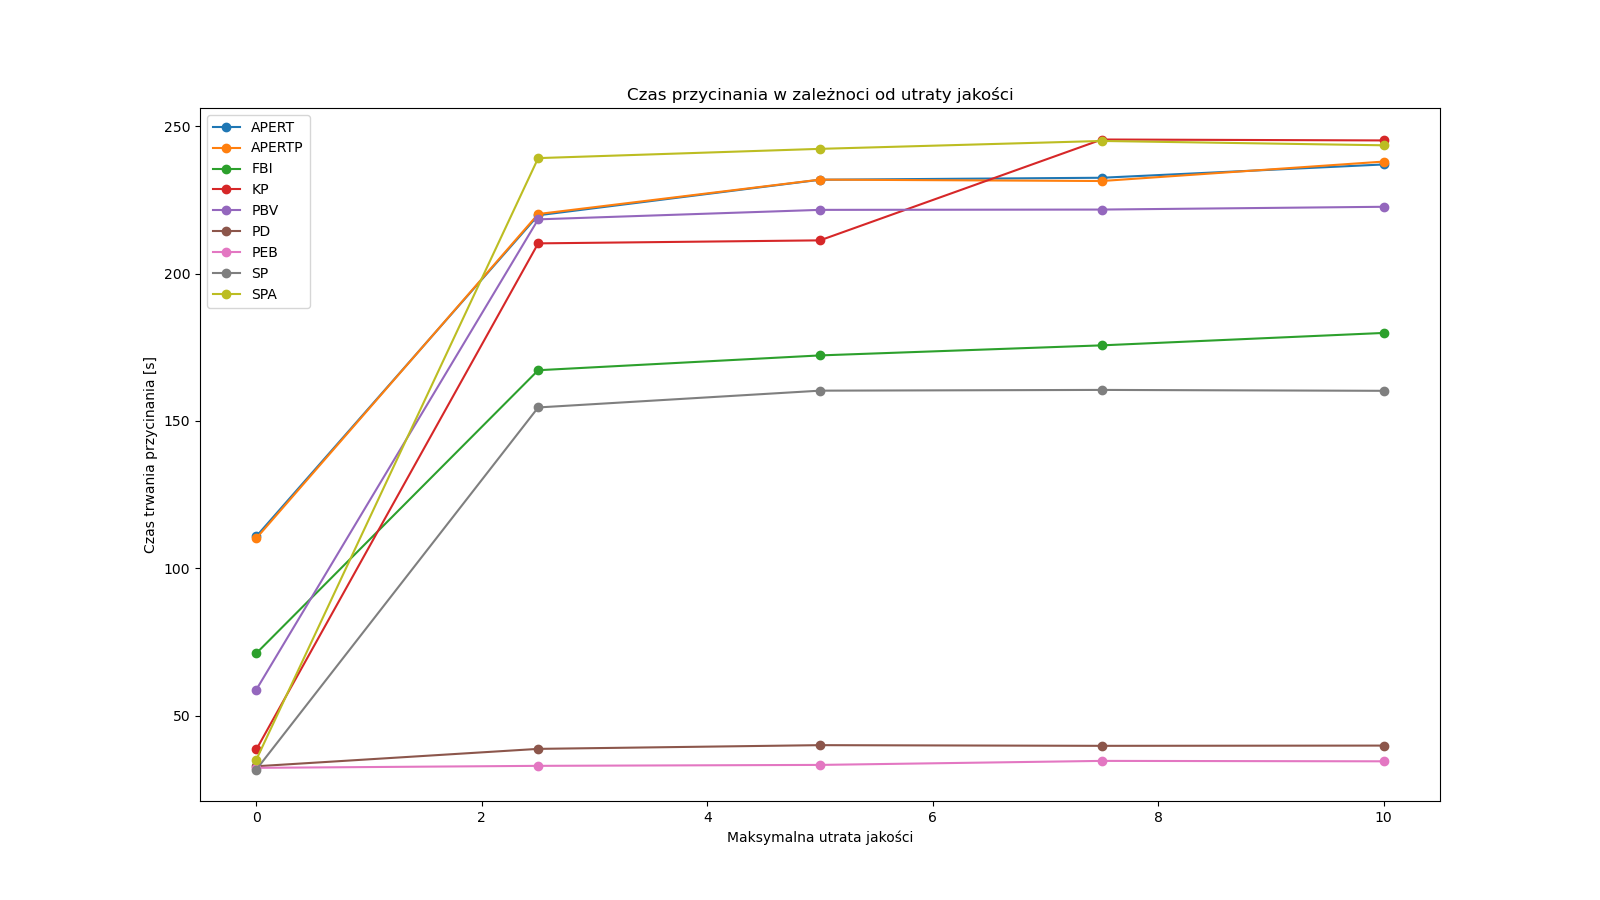 Czas przycinania w zależnoci od utraty jakości
250
200
150
100
50
Czas trwania przycinania [s]
APERT
APERTP
FBI
KP
PBV
PD
PEB
SP
SPA
0 2 4 6 8 10
Maksymalna utrata jakości